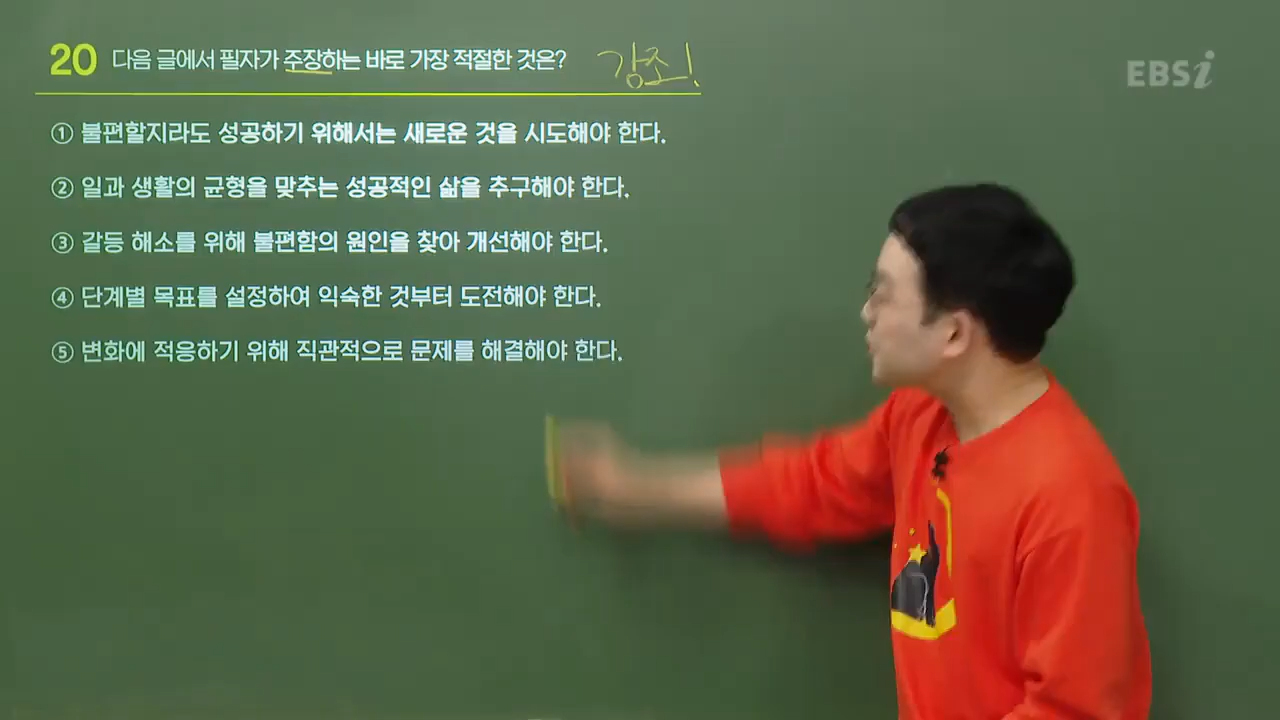 20 다음 글에서 필자가 주장하는 바로 가장 적절한 것은? 강조!
EBSi
① 불편할지라도 성공하기 위해서는 새로운 것을 시도해야 한다.
② 일과 생활의 균형을 맞추는 성공적인 삶을 추구해야 한다.
③ 갈등 해소를 위해 불편함의 원인을 찾아 개선해야 한다.
④ 단계별 목표를 설정하여 익숙한 것부터 도전해야 한다.
⑤ 변화에 적응하기 위해 직관적으로 문제를 해결해야 한다.